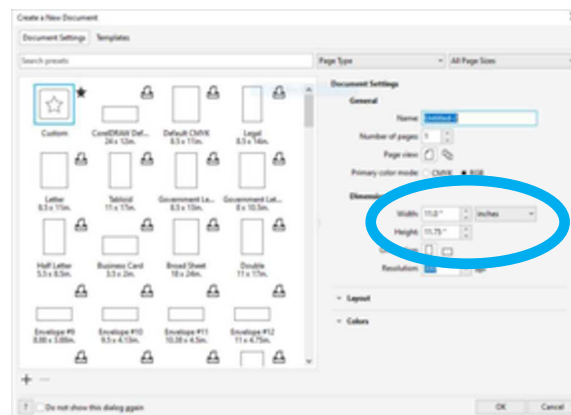 Create a New Document
Document Settings Templates
Search presets
Page Type
All Page Sizes
Custom
CorelDRAW Def...
24 x 12in.
Default CMYK
8.5 x 11in.
Legal
8.5 x 14in.
Letter
8.5 x 11in.
Tabloid
11 x 17in.
Government Le...
8.5 x 13in.
Government Let...
8 x 10.5in.
Half Letter
5.5 x 8.5in.
Business Card
3.5 x 2in.
Broad Sheet
18 x 24in.
Double
11 x 17in.
Envelope #9
8.88 x 3.88in.
Envelope #10
9.5 x 4.13in.
Envelope #11
10.38 x 4.5in.
Envelope #12
11 x 4.75in.
Document Settings
General
Name
Number of pages 1
Page view
Primary color mode CMYK RGB
Width 11.0 " inches
Height 11.75 "
Resolution
Layout
Colors
+ −
? Do not show this dialog again
OK Cancel